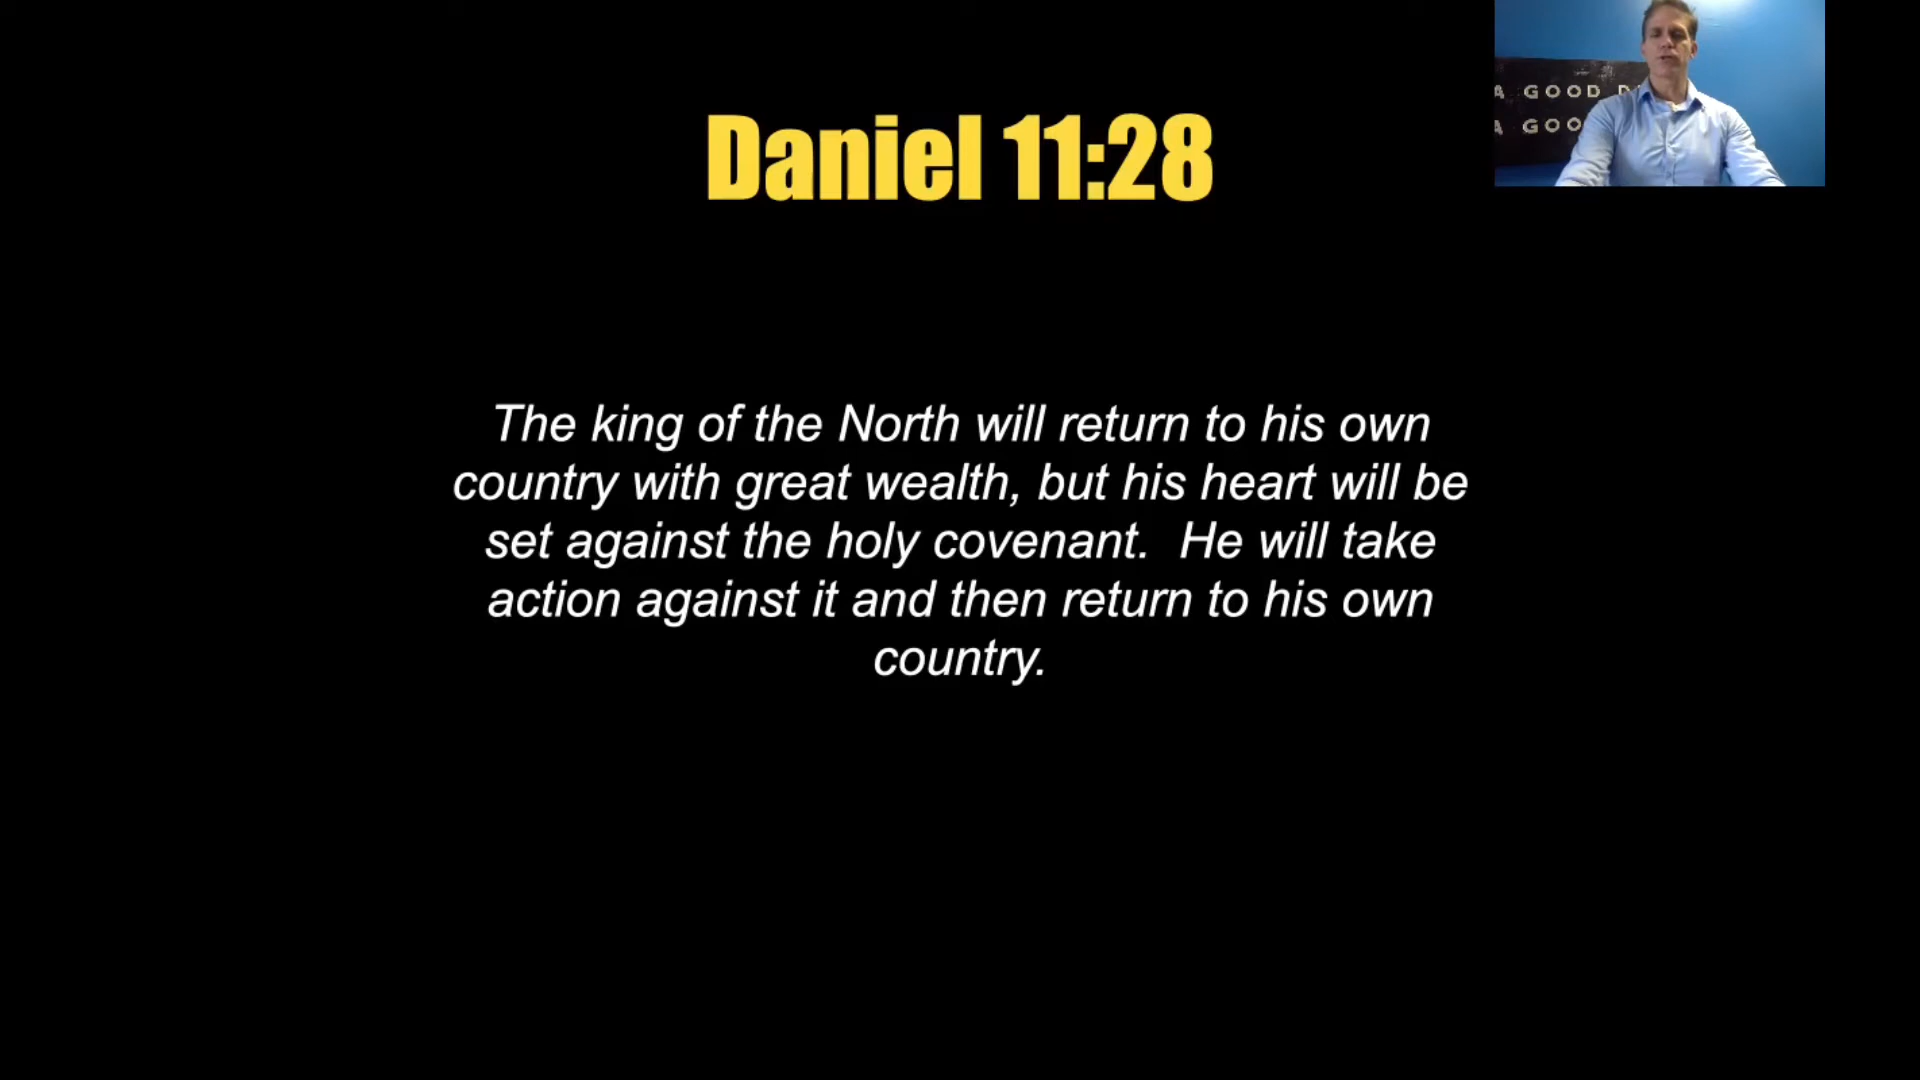 Daniel 11:28
A GOOD
A GOO
The king of the North will return to his own
country with great wealth, but his heart will be
set against the holy covenant.  He will take
action against it and then return to his own
country.